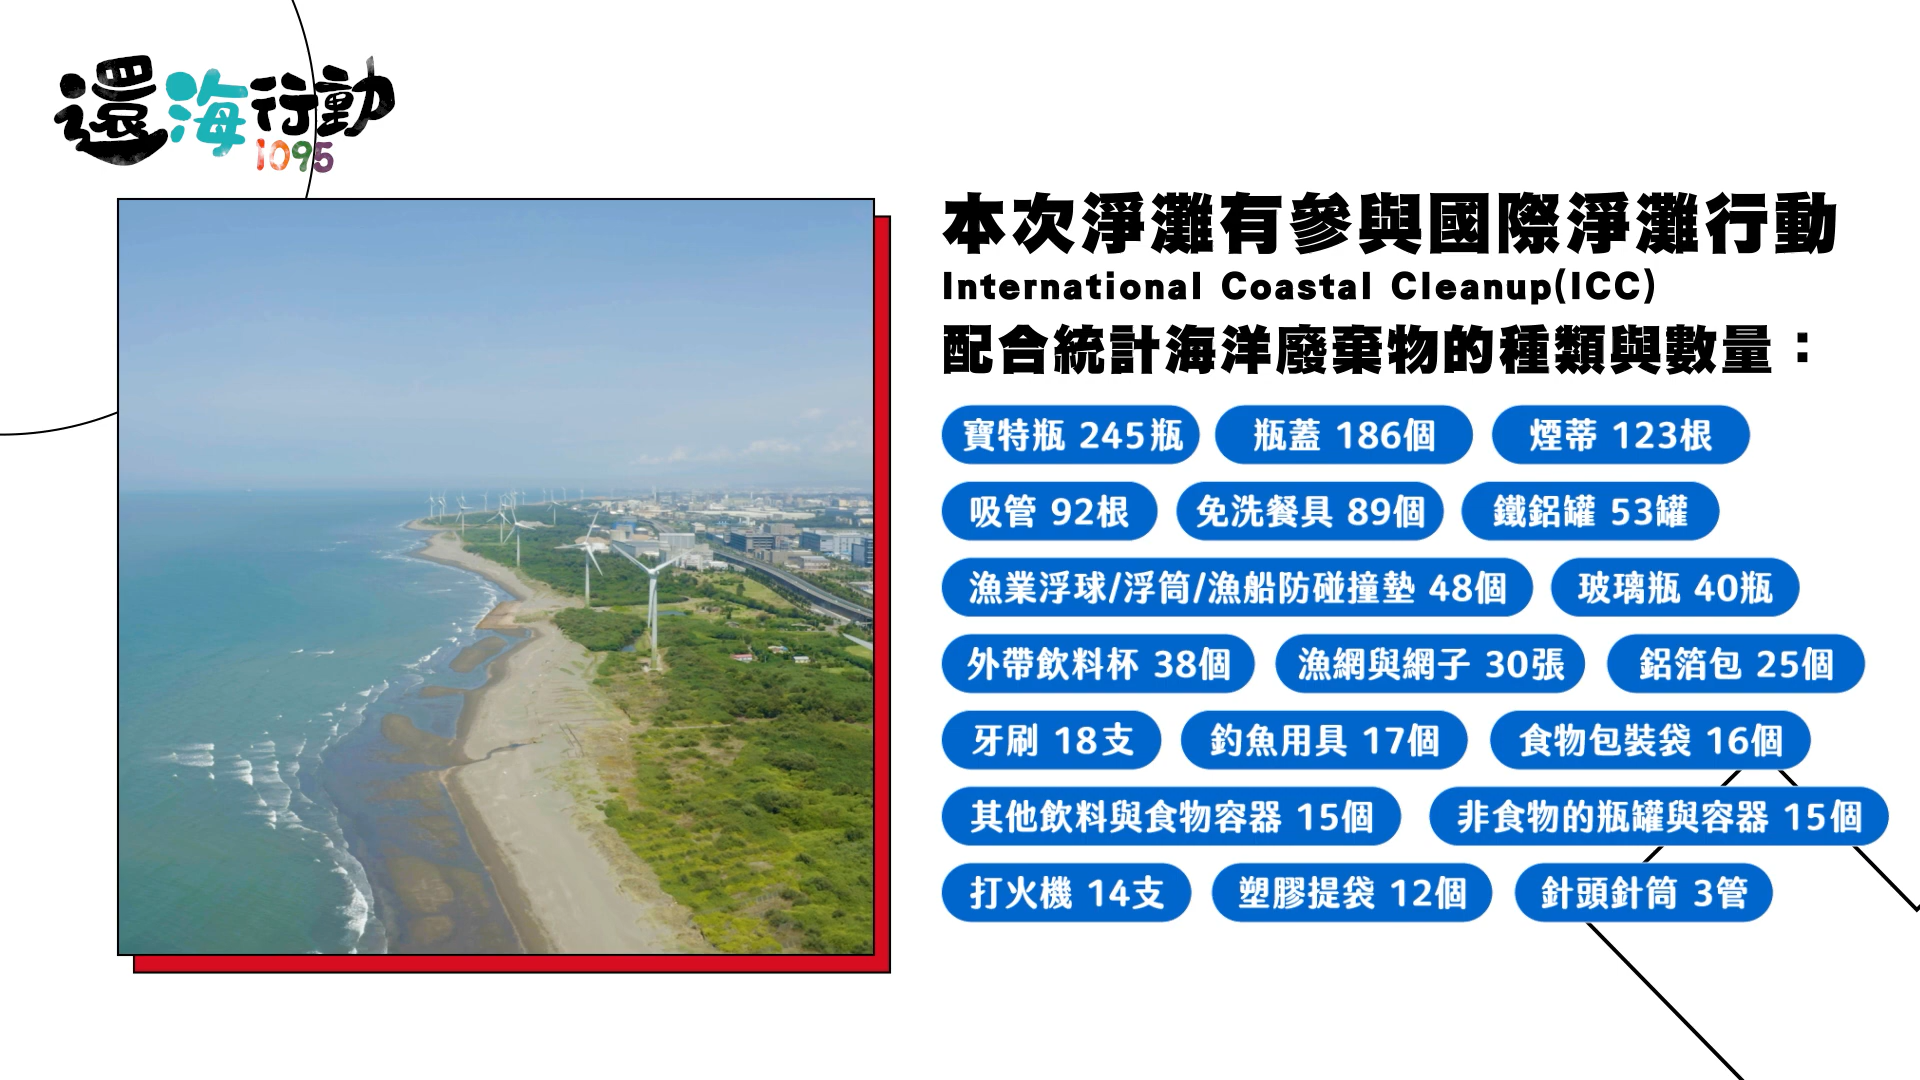 還海行動
1095
本次淨灘有參與國際淨灘行動
International Coastal Cleanup(ICC)
配合統計海洋廢棄物的種類與數量：
寶特瓶 245瓶 瓶蓋 186個 煙蒂 123根
吸管 92根 免洗餐具 89個 鐵鋁罐 53罐
漁業浮球/浮筒/漁船防碰撞墊 48個 玻璃瓶 40瓶
外帶飲料杯 38個 漁網與網子 30張 鋁箔包 25個
牙刷 18支 釣魚用具 17個 食物包裝袋 16個
其他飲料與食物容器 15個 非食物的瓶罐與容器 15個
打火機 14支 塑膠提袋 12個 針頭針筒 3管